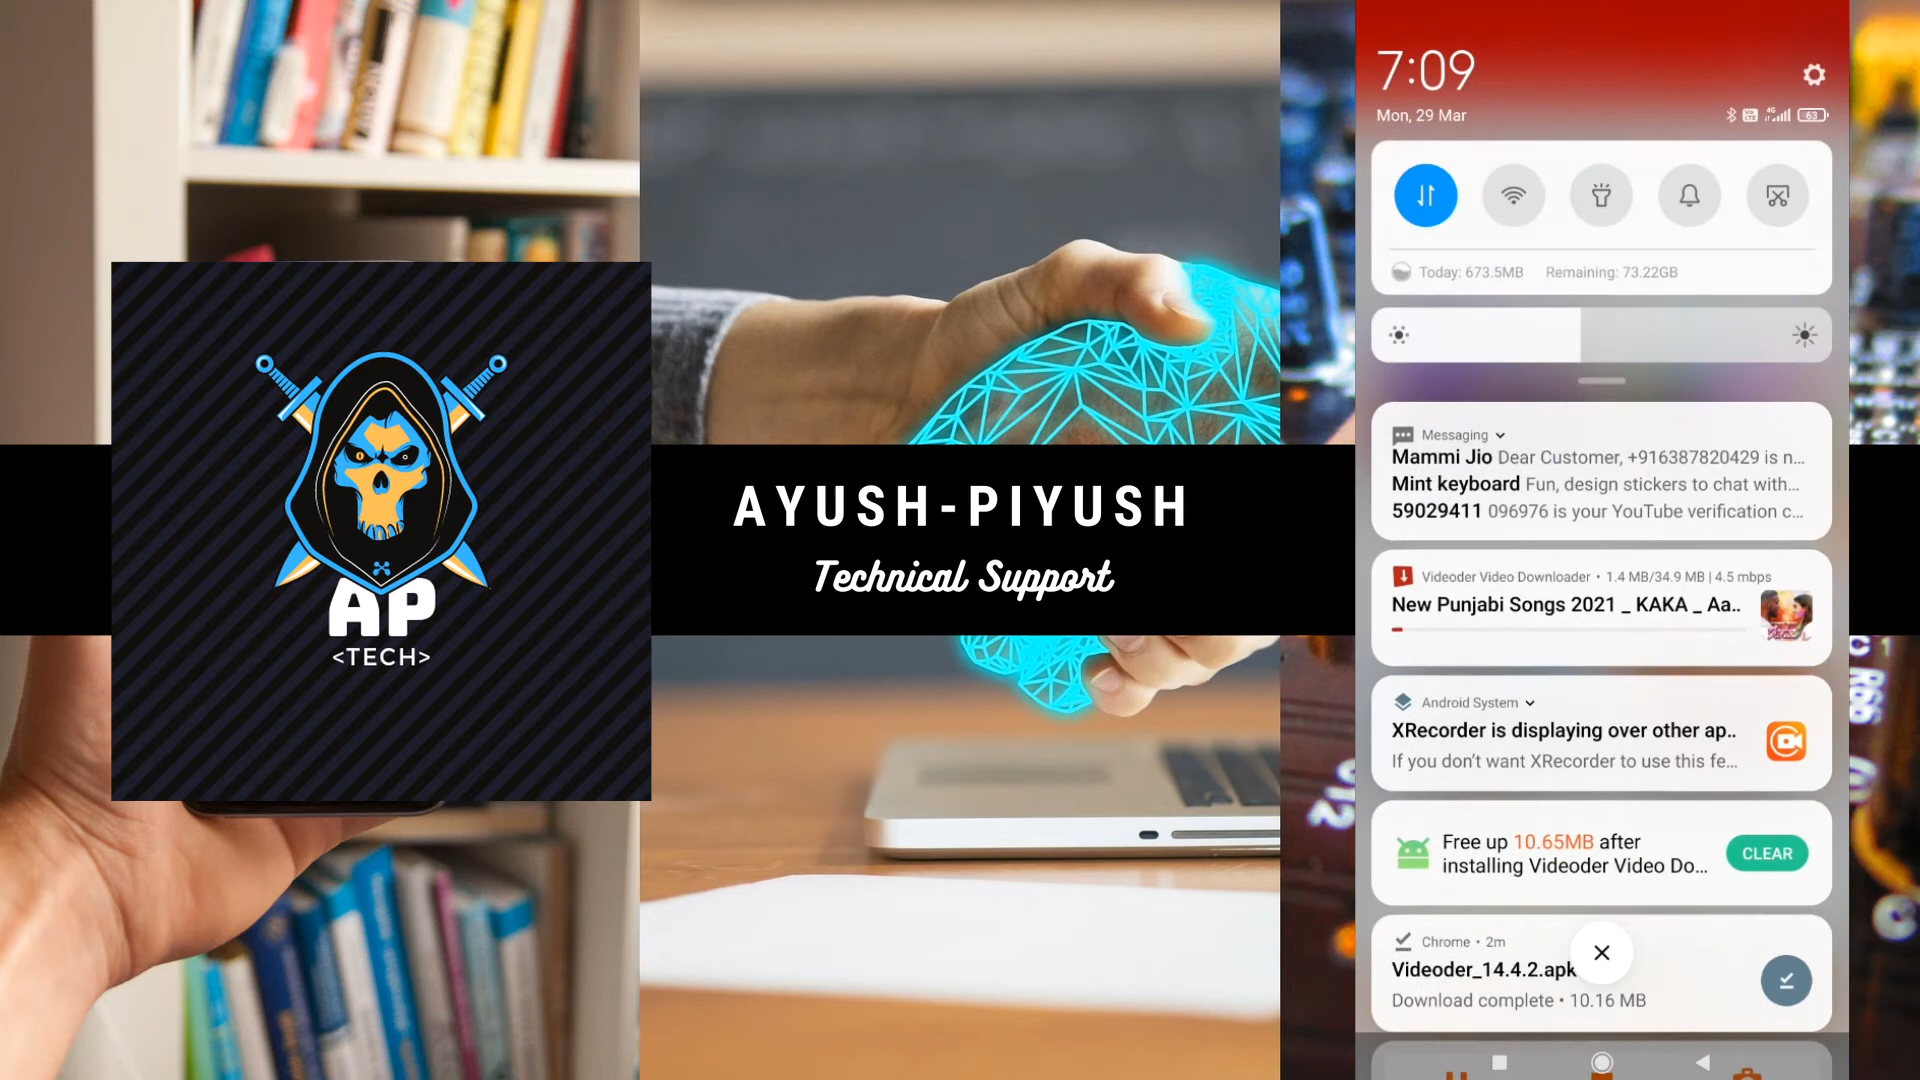 AP
<TECH>
AYUSH-PIYUSH
Technical Support
7:09
Mon, 29 Mar
4G
63
Today: 673.5MB Remaining: 73.22GB
Messaging
Mammi Jio Dear Customer, +916387820429 is n...
Mint keyboard Fun, design stickers to chat with...
59029411 096976 is your YouTube verification c...
Videoder Video Downloader • 1.4 MB/34.9 MB | 4.5 mbps
New Punjabi Songs 2021 _ KAKA _ Aa..
Android System
XRecorder is displaying over other ap..
If you don't want XRecorder to use this fe...
Free up 10.65MB after
installing Videoder Video Do...
CLEAR
Chrome • 2m
Videoder_14.4.2.apk
Download complete • 10.16 MB